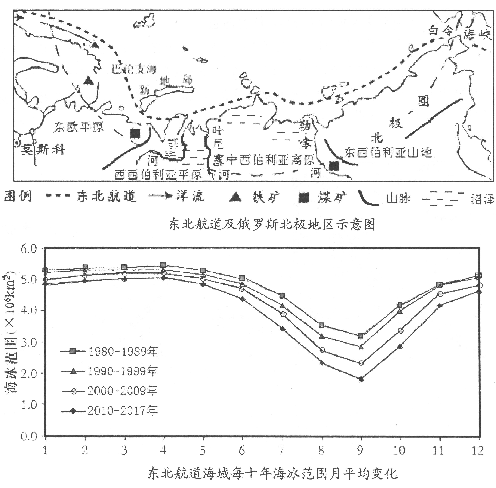 白令海峡
巴伦支海
喀拉海
东欧平原
莫斯科
叶尼塞河
勒拿河
北极圈
东西伯利亚山地
中西伯利亚高原
西西伯利亚平原
图例 东北航道 洋流 铁矿 煤矿 山脉 沼泽
东北航道及俄罗斯北极地区示意图
海冰范围(×10⁶km²)
6.0
5.0
4.0
3.0
2.0
1.0
0.0
1980-1989年
1990-1999年
2000-2009年
2010-2017年
1 2 3 4 5 6 7 8 9 10 11 12
东北航道海域每十年海冰范围月平均变化